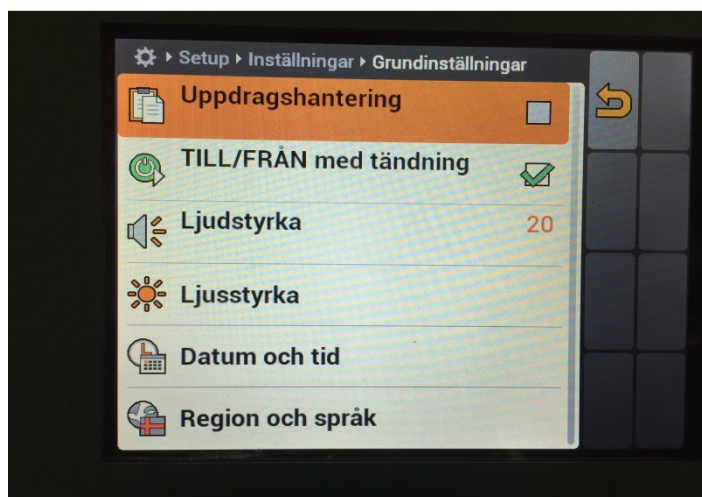 Setup Inställningar Grundinställningar
Uppdragshantering
TILL/FRÅN med tändning
Ljudstyrka 20
Ljusstyrka
Datum och tid
Region och språk